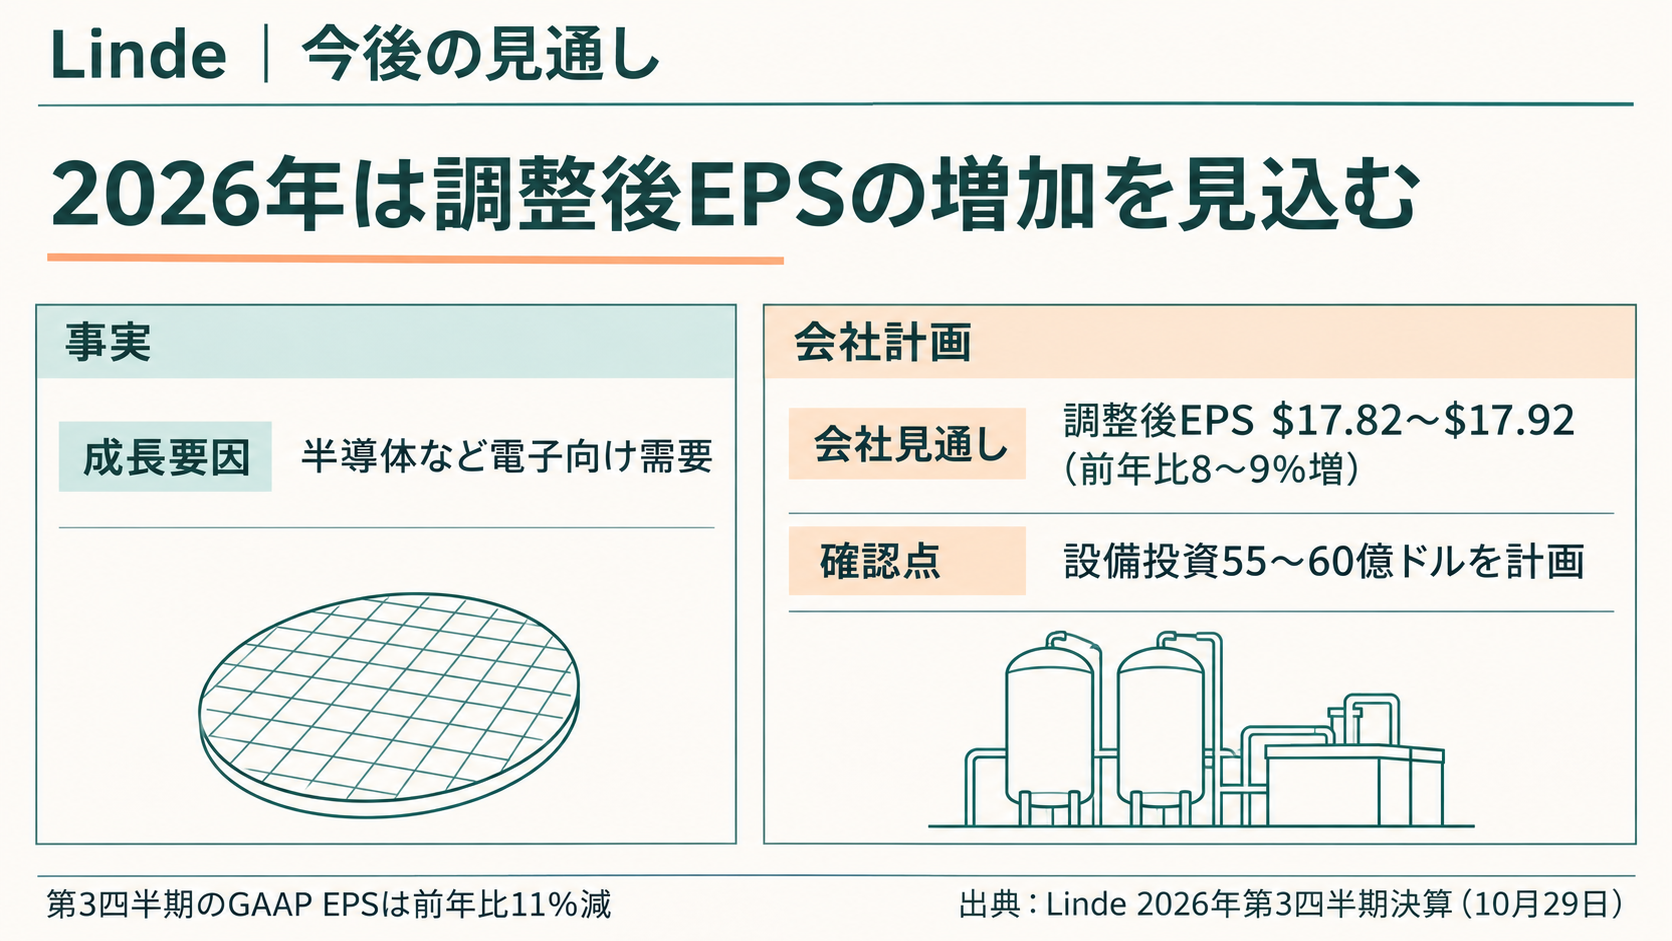 Linde｜今後の見通し
2026年は調整後EPSの増加を見込む
事実
成長要因 半導体など電子向け需要
会社計画
会社見通し 調整後EPS $17.82～$17.92
（前年比8～9%増）
確認点 設備投資55～60億ドルを計画
第3四半期のGAAP EPSは前年比11%減
出典：Linde 2026年第3四半期決算（10月29日）